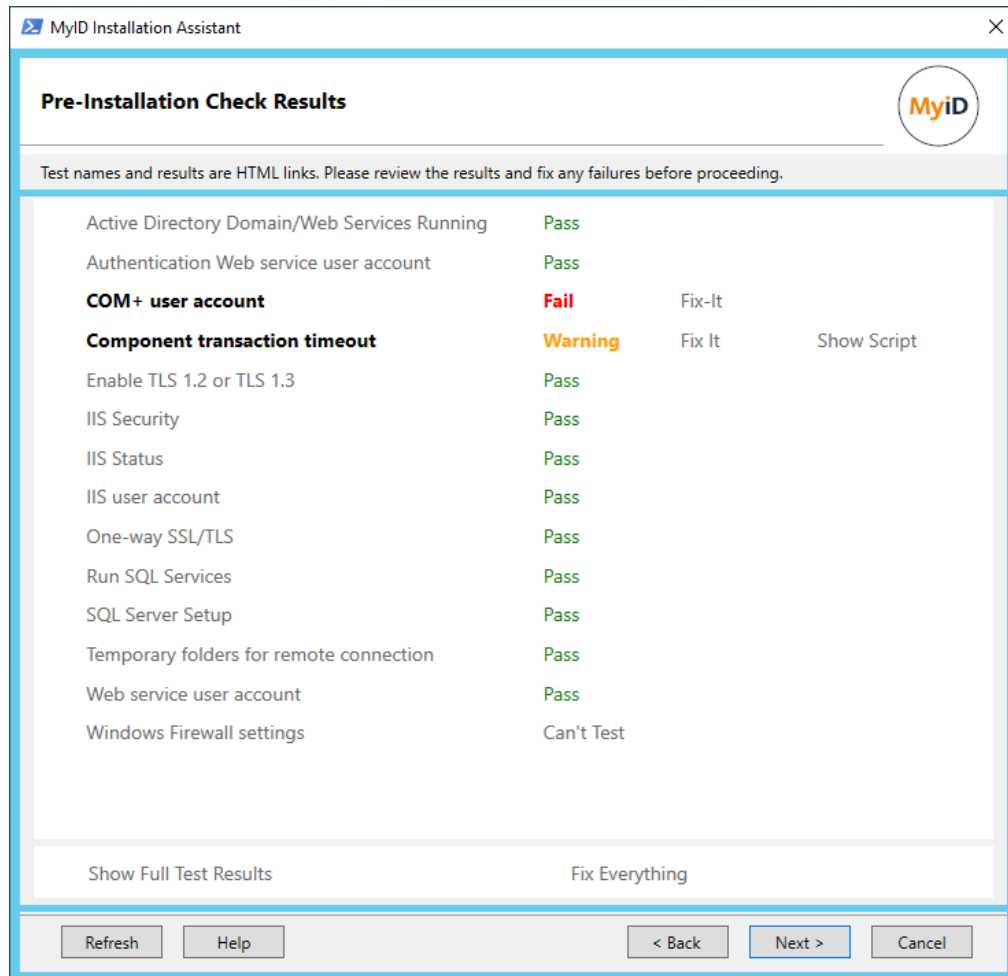 MyID Installation Assistant
Pre-Installation Check Results
MyiD
Test names and results are HTML links. Please review the results and fix any failures before proceeding.
Active Directory Domain/Web Services Running Pass
Authentication Web service user account Pass
COM+ user account Fail Fix-It
Component transaction timeout Warning Fix It Show Script
Enable TLS 1.2 or TLS 1.3 Pass
IIS Security Pass
IIS Status Pass
IIS user account Pass
One-way SSL/TLS Pass
Run SQL Services Pass
SQL Server Setup Pass
Temporary folders for remote connection Pass
Web service user account Pass
Windows Firewall settings Can't Test
Show Full Test Results Fix Everything
Refresh Help < Back Next > Cancel